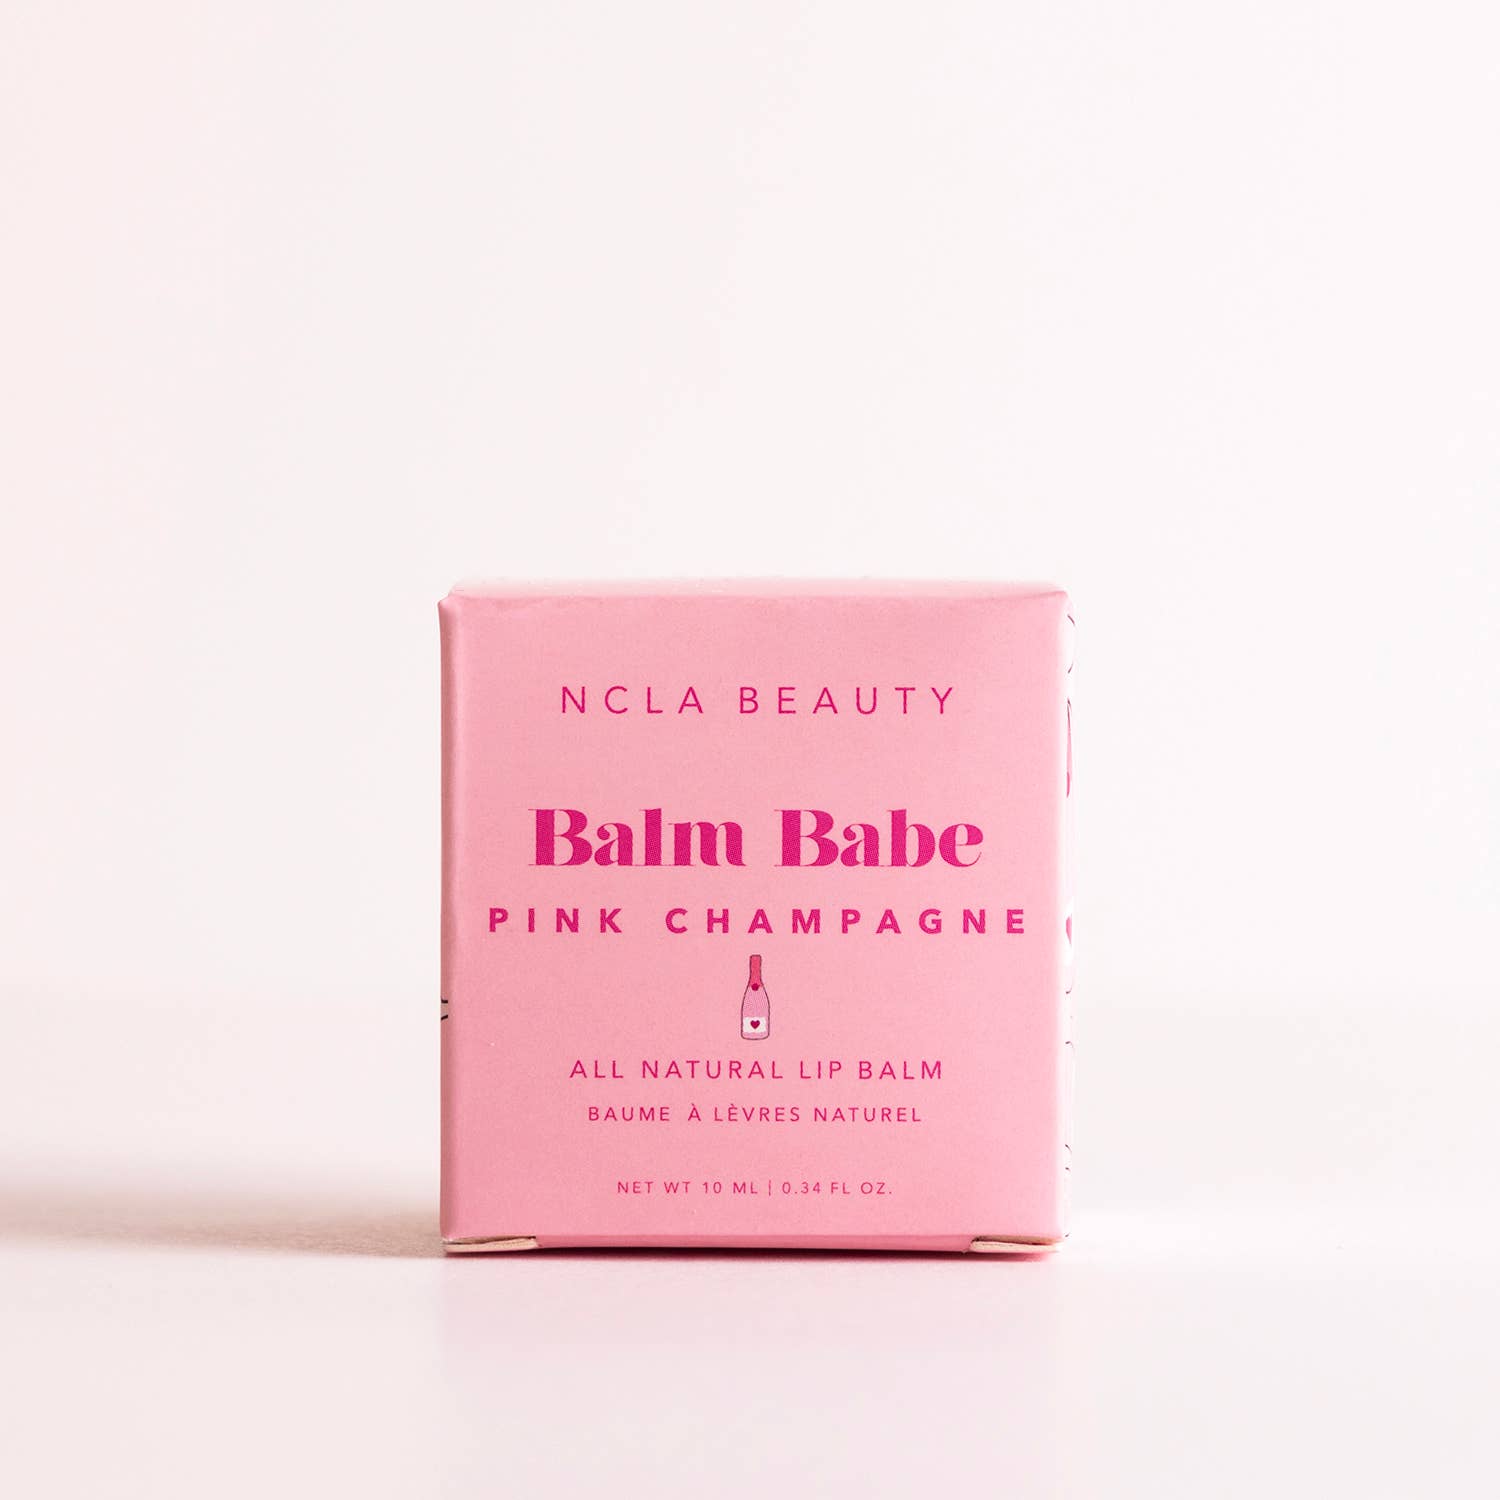 NCLA BEAUTY
Balm Babe
PINK CHAMPAGNE
ALL NATURAL LIP BALM
BAUME À LÈVRES NATUREL
NET WT 10 ML | 0.34 FL OZ.